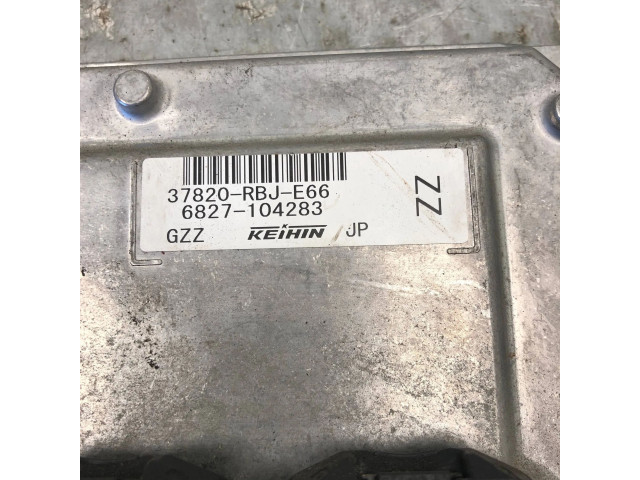 37820-RBJ-E66
6827-104283
GZZ KEIHIN JP
ZZ